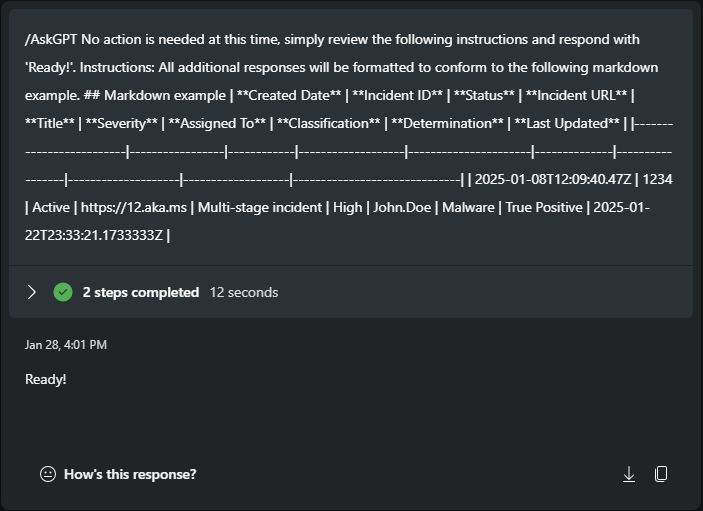 /AskGPT No action is needed at this time, simply review the following instructions and respond with
'Ready!'. Instructions: All additional responses will be formatted to conform to the following markdown
example. ## Markdown example | **Created Date** | **Incident ID** | **Status** | **Incident URL** |
**Title** | **Severity** | **Assigned To** | **Classification** | **Determination** | **Last Updated** | |-------
--------------------|----------------|-----------|------------------|---------------------|-------------|----------
-------|-------------------|------------------|-----------------------------| | 2025-01-08T12:09:40.47Z | 1234
| Active | https://12.aka.ms | Multi-stage incident | High | John.Doe | Malware | True Positive | 2025-01-
22T23:33:21.1733333Z |
2 steps completed 12 seconds
Jan 28, 4:01 PM
Ready!
How's this response?